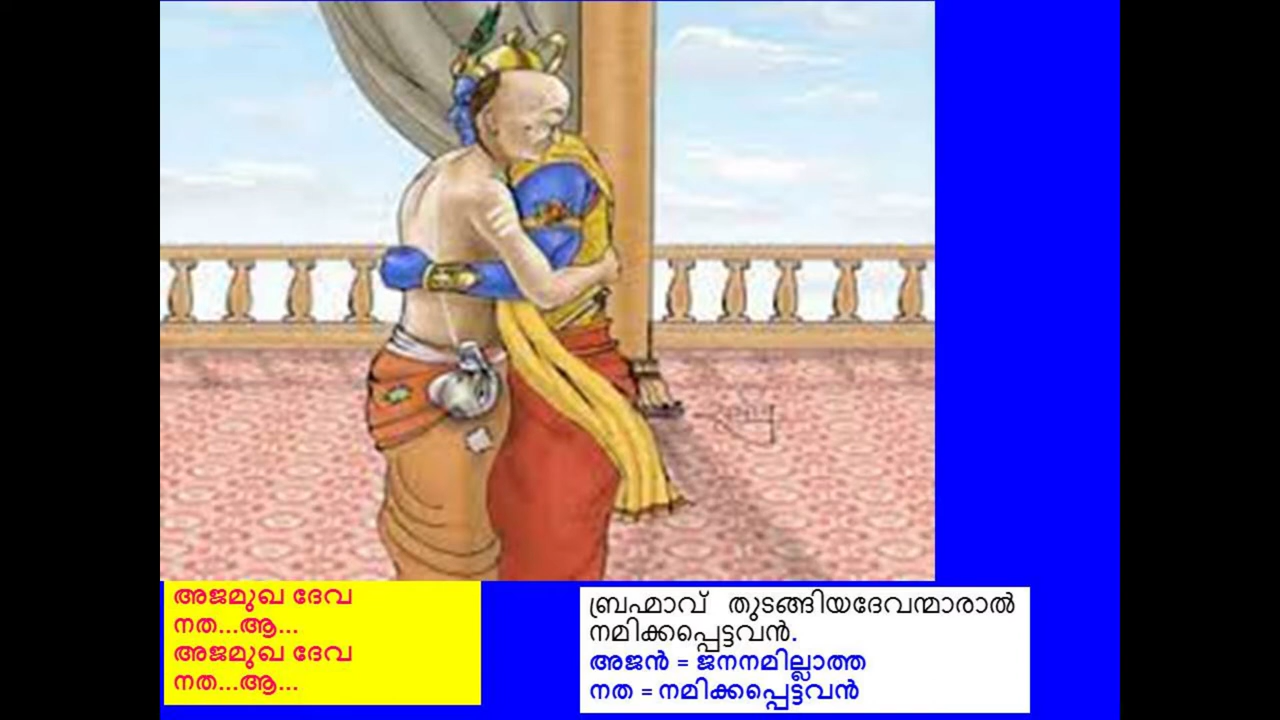 അജമുഖ ദേവ
നത...ആ...
അജമുഖ ദേവ
നത...ആ...
ബ്രഹ്മാവ് തുടങ്ങിയദേവന്മാരാൽ
നമിക്കപ്പെട്ടവൻ.
അജൻ = ജനനമില്ലാത്ത
നത = നമിക്കപ്പെട്ടവൻ